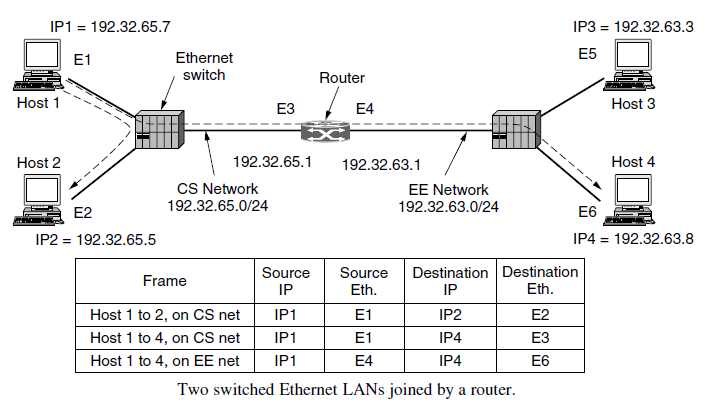 IP1 = 192.32.65.7
IP3 = 192.32.63.3
E1
Ethernet
switch
Router
E5
Host 1
E3
E4
Host 3
Host 2
192.32.65.1
192.32.63.1
Host 4
CS Network
192.32.65.0/24
EE Network
192.32.63.0/24
E2
E6
IP2 = 192.32.65.5
IP4 = 192.32.63.8
Frame | Source IP | Source Eth. | Destination IP | Destination Eth.
Host 1 to 2, on CS net | IP1 | E1 | IP2 | E2
Host 1 to 4, on CS net | IP1 | E1 | IP4 | E3
Host 1 to 4, on EE net | IP1 | E4 | IP4 | E6
Two switched Ethernet LANs joined by a router.